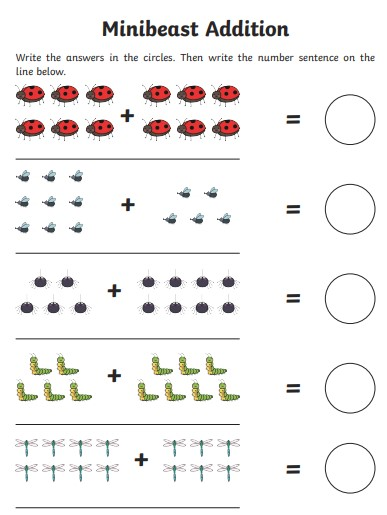 Minibeast Addition
Write the answers in the circles. Then write the number sentence on the
line below.
+ =
+ =
+ =
+ =
+ =